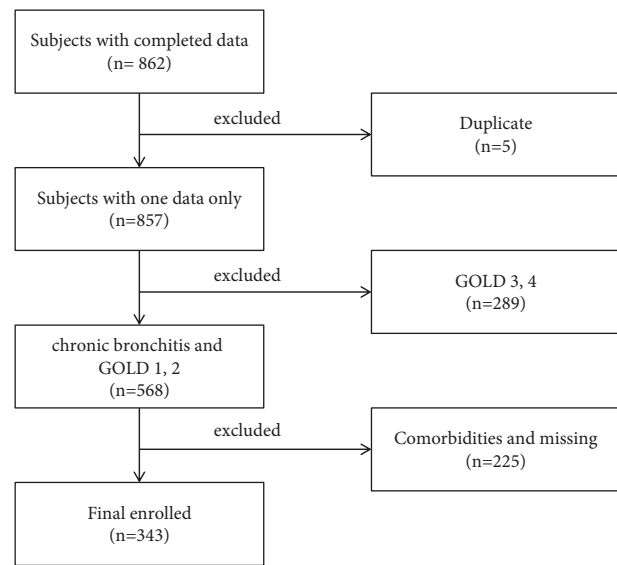 Subjects with completed data
(n= 862)
excluded
Duplicate
(n=5)
Subjects with one data only
(n=857)
excluded
GOLD 3, 4
(n=289)
chronic bronchitis and
GOLD 1, 2
(n=568)
excluded
Comorbidities and missing
(n=225)
Final enrolled
(n=343)